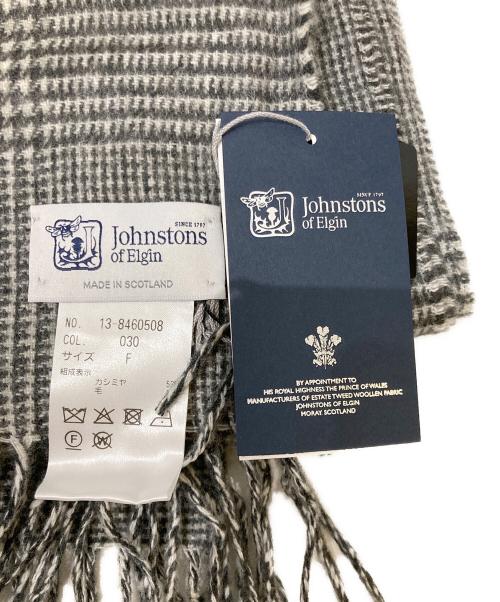 SINCE 1797
Johnstons
of Elgin
MADE IN SCOTLAND
NO. 13-8460508
COL. 030
サイズ F
組成表示
カシミヤ
毛
SINCE 1797
Johnstons
of Elgin
BY APPOINTMENT TO
HIS ROYAL HIGHNESS THE PRINCE OF WALES
MANUFACTURERS OF ESTATE TWEED WOOLLEN FABRIC
JOHNSTONS OF ELGIN
MORAY SCOTLAND